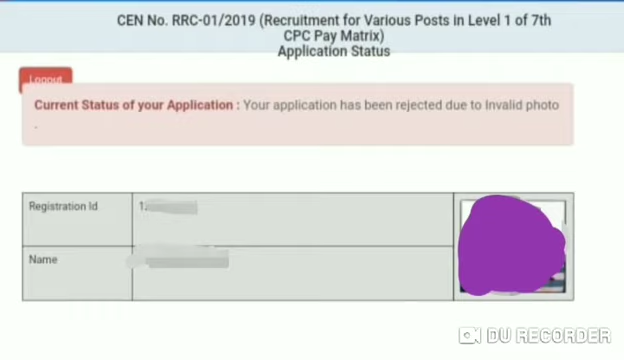 CEN No. RRC-01/2019 (Recruitment for Various Posts in Level 1 of 7th
CPC Pay Matrix)
Application Status
Logout
Current Status of your Application : Your application has been rejected due to Invalid photo
.
Registration Id
Name
DU RECORDER